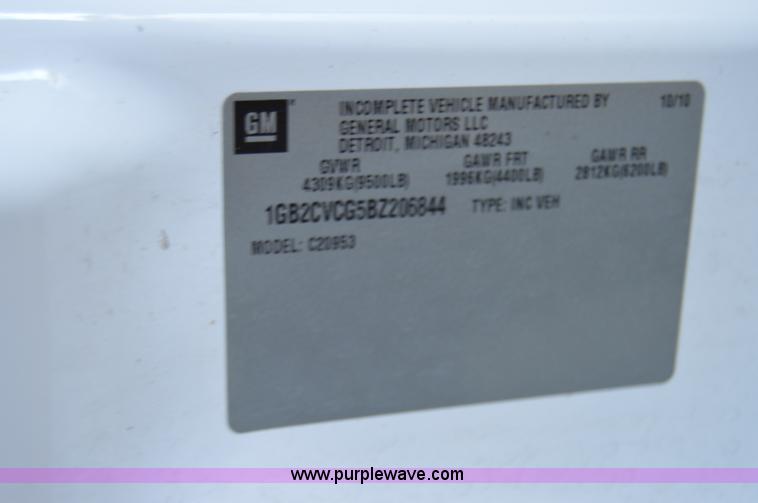 GM
INCOMPLETE VEHICLE MANUFACTURED BY 10/10
GENERAL MOTORS LLC
DETROIT, MICHIGAN 48243
GVWR GAWR FRT GAWR RR
4309KG(9500LB) 1996KG(4400LB) 2812KG(6200LB)
1GB2CVCG5BZ206844 TYPE: INC VEH
MODEL: C20953
www.purplewave.com